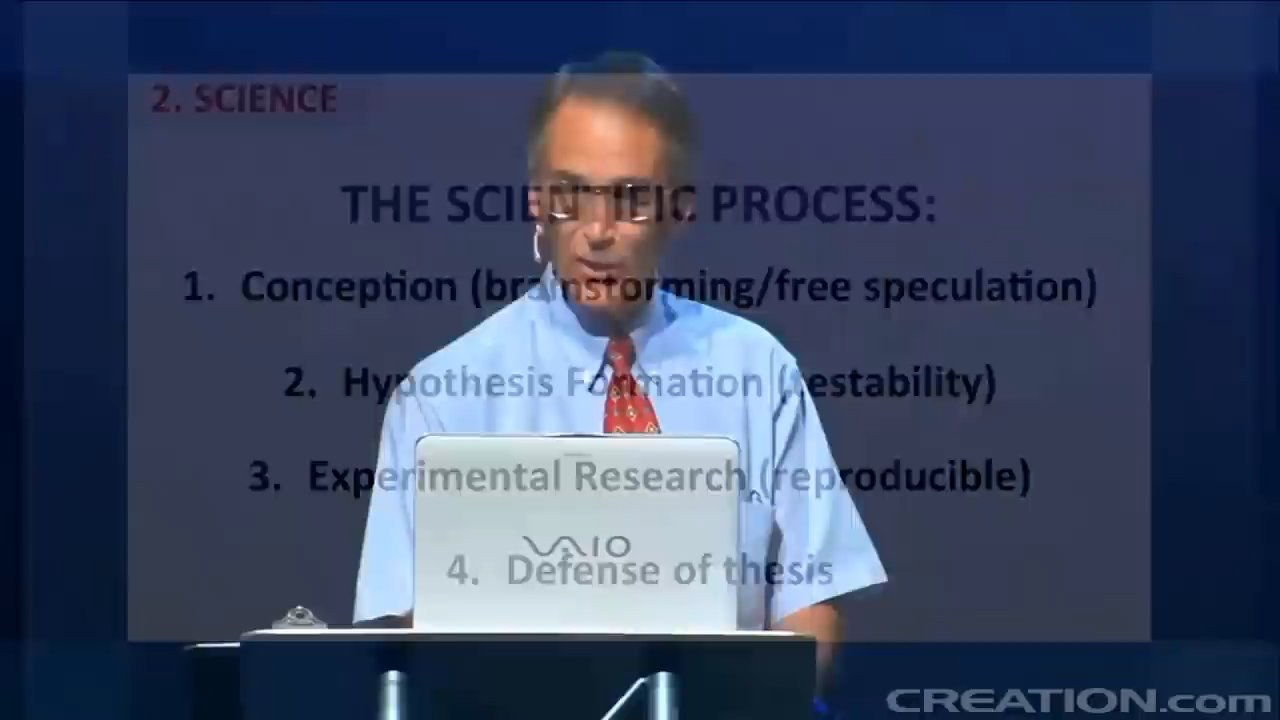 2. SCIENCE
THE SCIENTIFIC PROCESS:
1. Conception (brainstorming/free speculation)
2. Hypothesis Formation (testability)
3. Experimental Research (reproducible)
4. Defense of thesis
VAIO
CREATION.com